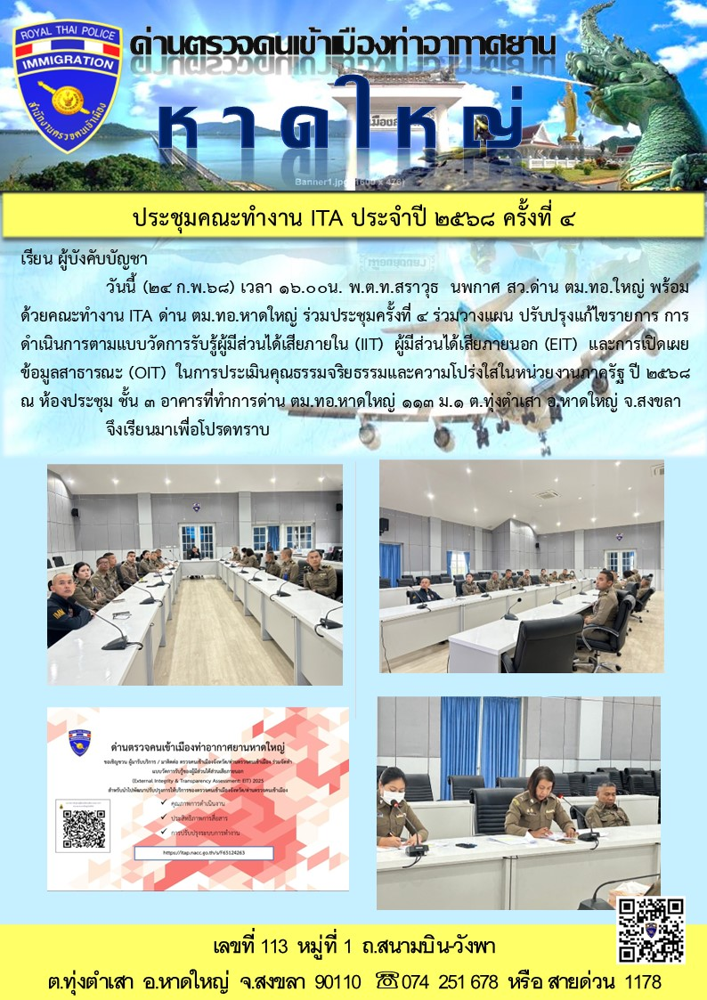 ROYAL THAI POLICE
IMMIGRATION
สำนักงานตรวจคนเข้าเมือง
ด่านตรวจคนเข้าเมืองท่าอากาศยาน
หาดใหญ่
Banner1.jpg (1600 x 476)
ประชุมคณะทำงาน ITA ประจำปี ๒๕๖๘ ครั้งที่ ๔
เรียน ผู้บังคับบัญชา
วันนี้ (๒๔ ก.พ.๖๘) เวลา ๑๖.๐๐น. พ.ต.ท.สราวุธ นพกาศ สว.ด่าน ตม.ทอ.ใหญ่ พร้อม
ด้วยคณะทำงาน ITA ด่าน ตม.ทอ.หาดใหญ่ ร่วมประชุมครั้งที่ ๔ ร่วมวางแผน ปรับปรุงแก้ไขรายการ การ
ดำเนินการตามแบบวัดการรับรู้ผู้มีส่วนได้เสียภายใน (IIT) ผู้มีส่วนได้เสียภายนอก (EIT) และการเปิดเผย
ข้อมูลสาธารณะ (OIT) ในการประเมินคุณธรรมจริยธรรมและความโปร่งใสในหน่วยงานภาครัฐ ปี ๒๕๖๘
ณ ห้องประชุม ชั้น ๓ อาคารที่ทำการด่าน ตม.ทอ.หาดใหญ่ ๑๑๓ ม.๑ ต.ทุ่งตำเสา อ.หาดใหญ่ จ.สงขลา
จึงเรียนมาเพื่อโปรดทราบ
IMM
ด่านตรวจคนเข้าเมืองท่าอากาศยานหาดใหญ่
ขอเชิญชวน ผู้มารับบริการ / มาติดต่อ ตรวจคนเข้าเมืองจังหวัด/ด่านตรวจคนเข้าเมือง ร่วมจัดทำ
แบบวัดการรับรู้ของผู้มีส่วนได้ส่วนเสียภายนอก
(External Integrity & Transparency Assessment: EIT) 2025
สำหรับนำไปพัฒนาปรับปรุงการให้บริการของตรวจคนเข้าเมืองจังหวัด/ด่านตรวจคนเข้าเมือง
✓ คุณภาพการดำเนินงาน
✓ ประสิทธิภาพการสื่อสาร
✓ การปรับปรุงระบบการทำงาน
https://itap.nacc.go.th/s/F65124263
เลขที่ 113 หมู่ที่ 1 ถ.สนามบิน-วังพา
ต.ทุ่งตำเสา อ.หาดใหญ่ จ.สงขลา 90110 ☏074 251 678 หรือ สายด่วน 1178